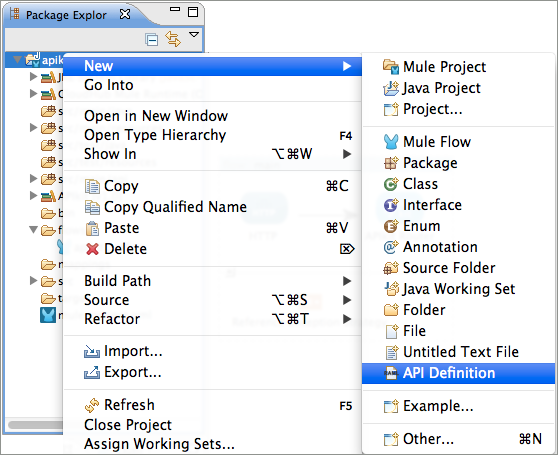 Package Explor
apik
New
Go Into
Open in New Window
Open Type Hierarchy F4
Show In ⌥⌘W
Copy ⌘C
Copy Qualified Name
Paste ⌘V
Delete ⌦
Build Path
Source ⌥⌘S
Refactor ⌥⌘T
Import...
Export...
Refresh F5
Close Project
Assign Working Sets...
Mule Project
Java Project
Project...
Mule Flow
Package
Class
Interface
Enum
Annotation
Source Folder
Java Working Set
Folder
File
Untitled Text File
API Definition
Example...
Other... ⌘N